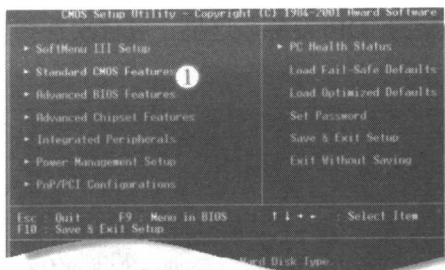 CMOS Setup Utility - Copyright (C) 1984-2001 Award Software
▸ SoftMenu III Setup
▸ Standard CMOS Features
1
▸ Advanced BIOS Features
▸ Advanced Chipset Features
▸ Integrated Peripherals
▸ Power Management Setup
▸ PnP/PCI Configurations
▸ PC Health Status
Load Fail-Safe Defaults
Load Optimized Defaults
Set Password
Save & Exit Setup
Exit Without Saving
Esc : Quit F9 : Menu in BIOS ↑ ↓ → ← : Select Item
F10 : Save & Exit Setup
Hard Disk Type